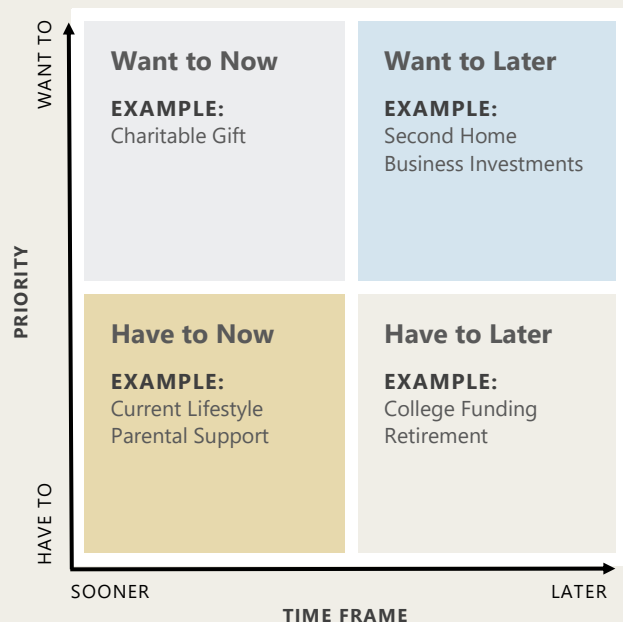 WANT TO
PRIORITY
HAVE TO
Want to Now
EXAMPLE:
Charitable Gift
Want to Later
EXAMPLE:
Second Home
Business Investments
Have to Now
EXAMPLE:
Current Lifestyle
Parental Support
Have to Later
EXAMPLE:
College Funding
Retirement
SOONER
LATER
TIME FRAME